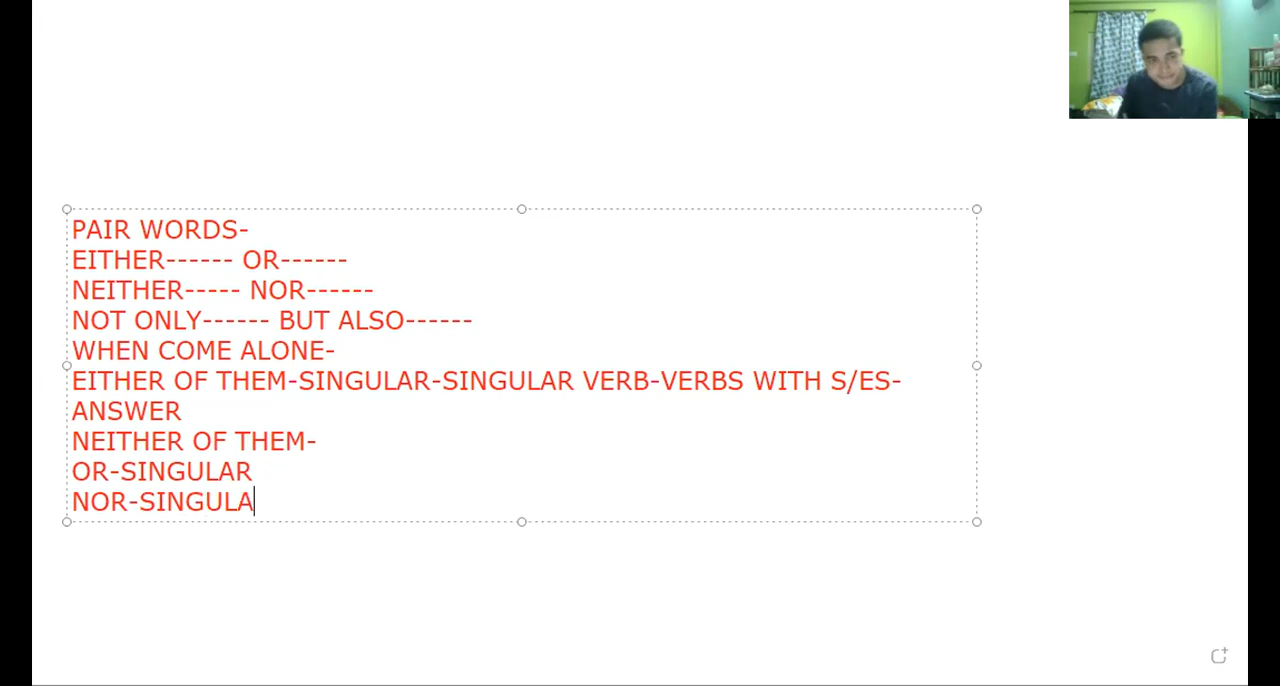 PAIR WORDS-
EITHER------ OR------
NEITHER----- NOR------
NOT ONLY------ BUT ALSO------
WHEN COME ALONE-
EITHER OF THEM-SINGULAR-SINGULAR VERB-VERBS WITH S/ES-
ANSWER
NEITHER OF THEM-
OR-SINGULAR
NOR-SINGULA